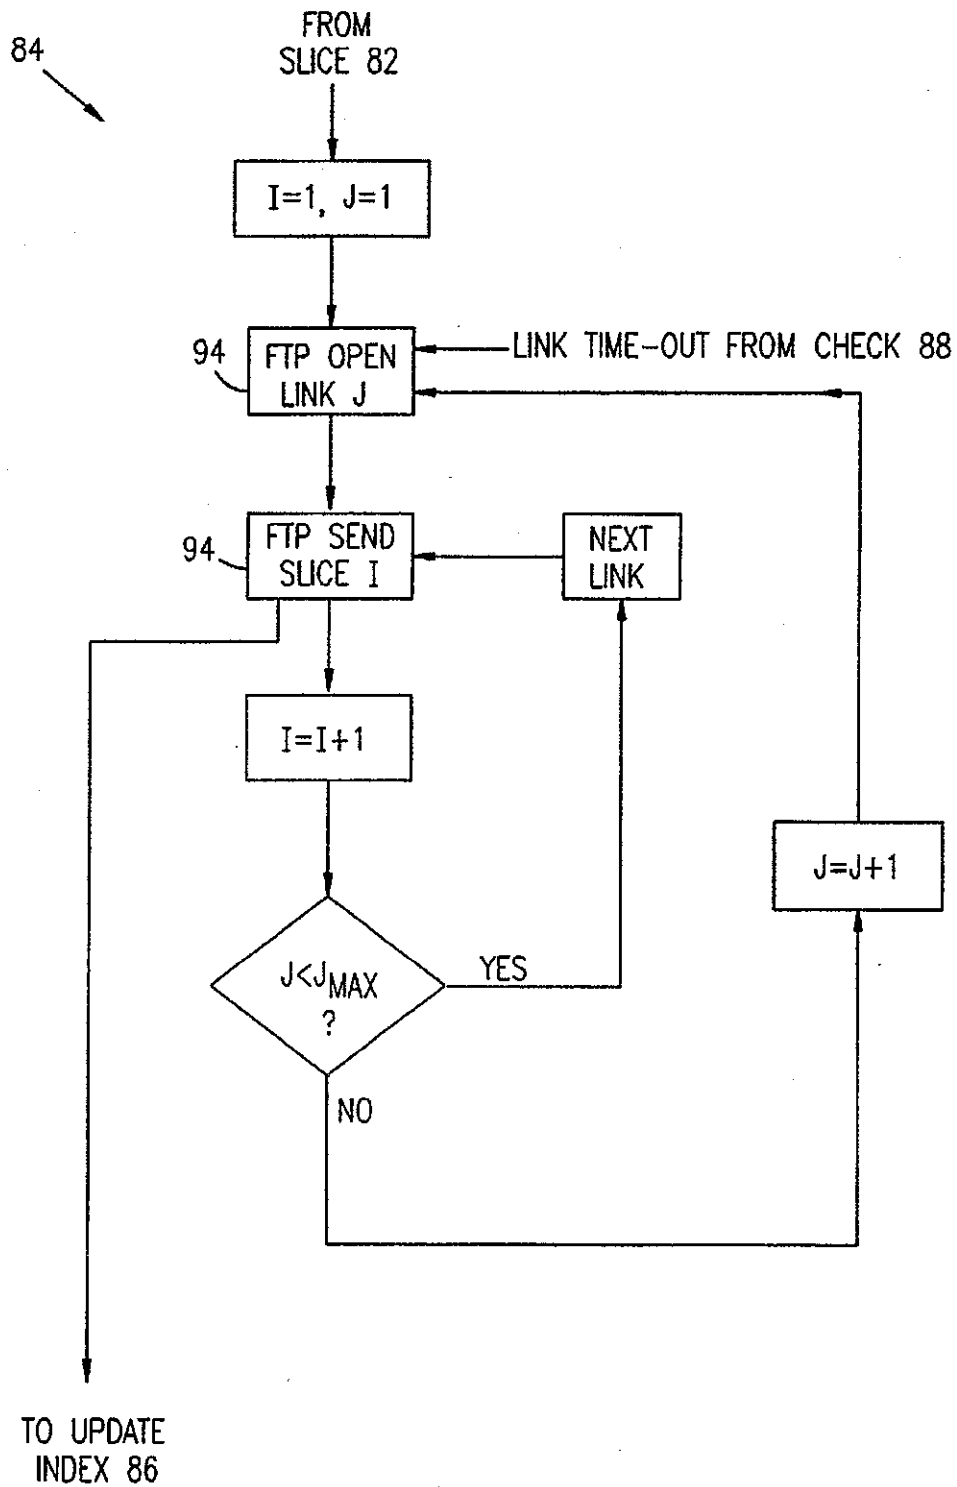 84
FROM
SLICE 82
I=1, J=1
94
FTP OPEN
LINK J
LINK TIME-OUT FROM CHECK 88
94
FTP SEND
SLICE I
NEXT
LINK
I=I+1
J=J+1
J<JMAX
?
YES
NO
TO UPDATE
INDEX 86